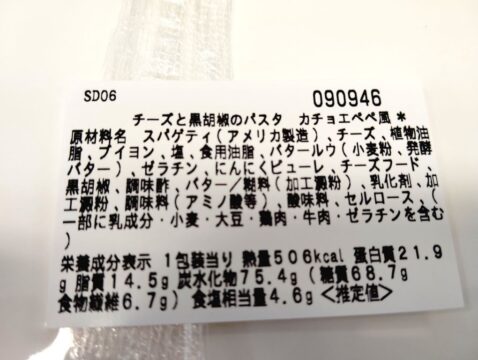 SD06
090946
チーズと黒胡椒のパスタ カチョエペペ風 *
原材料名 スパゲティ(アメリカ製造)、チーズ、植物油
脂、ブイヨン、塩、食用油脂、バタールウ(小麦粉、発酵
バター)、ゼラチン、にんにくピューレ、チーズフード、
黒胡椒、調味酢、バター/糊料(加工澱粉)、乳化剤、加
工澱粉、調味料(アミノ酸等)、酸味料、セルロース、(
一部に乳成分・小麦・大豆・鶏肉・牛肉・ゼラチンを含む
)
栄養成分表示 1包装当り 熱量506kcal 蛋白質21.9
g 脂質14.5g 炭水化物75.4g(糖質68.7g
食物繊維6.7g) 食塩相当量4.6g <推定値>